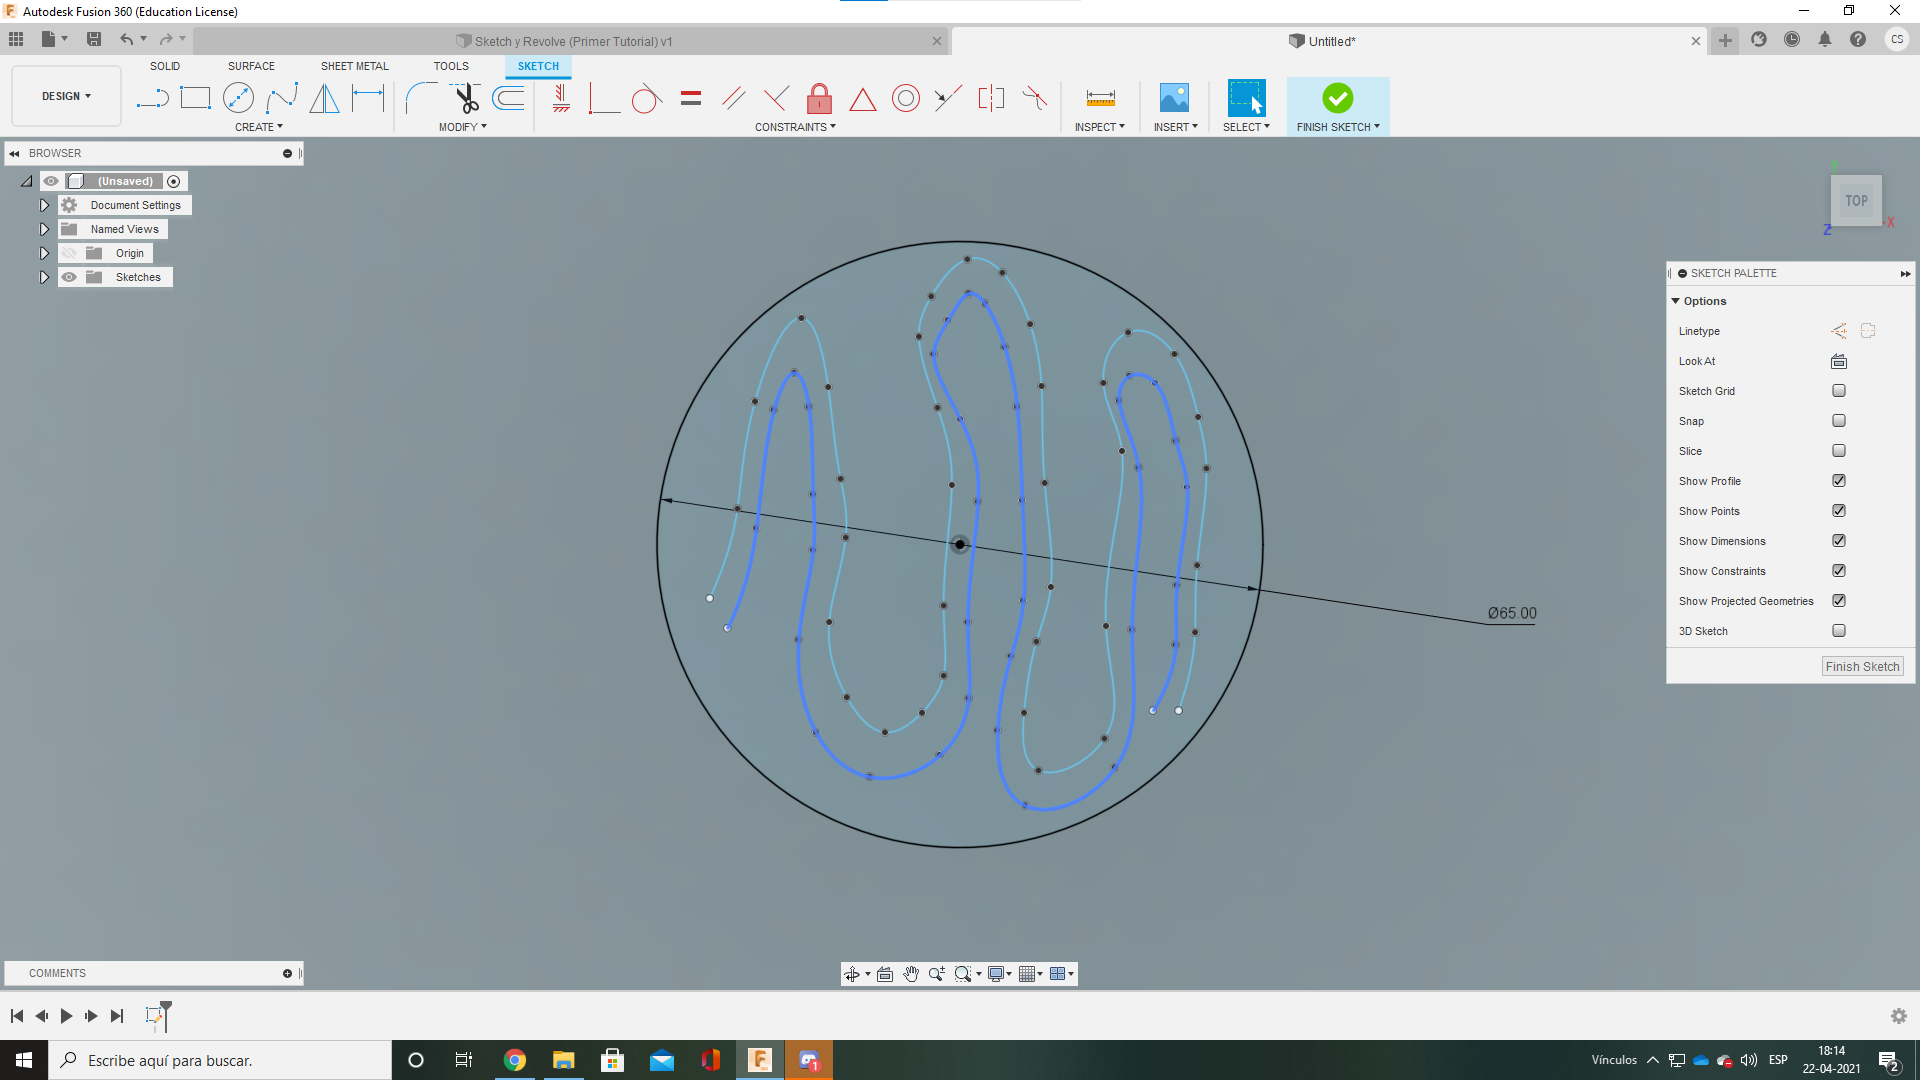 Autodesk Fusion 360 (Education License)
Sketch y Revolve (Primer Tutorial) v1
Untitled*
CS
SOLID
SURFACE
SHEET METAL
TOOLS
SKETCH
DESIGN
CREATE
MODIFY
CONSTRAINTS
INSPECT
INSERT
SELECT
FINISH SKETCH
BROWSER
(Unsaved)
Document Settings
Named Views
Origin
Sketches
TOP
Z
X
SKETCH PALETTE
Options
Linetype
Look At
Sketch Grid
Snap
Slice
Show Profile
Show Points
Show Dimensions
Show Constraints
Show Projected Geometries
3D Sketch
Finish Sketch
Ø65.00
COMMENTS
Escribe aquí para buscar.
1
Vínculos
ESP
18:14
22-04-2021
2